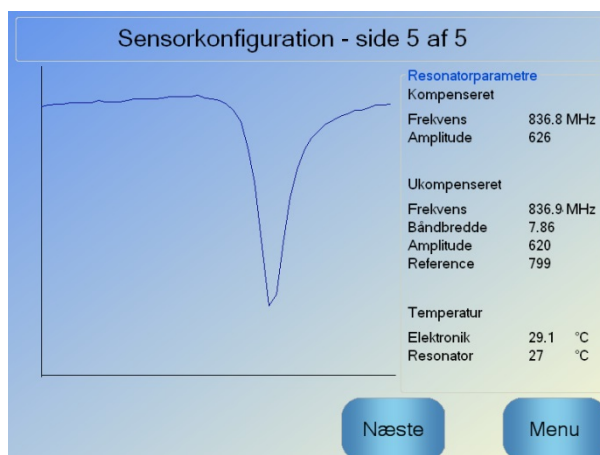 Sensorkonfiguration - side 5 af 5
Resonatorparametre
Kompenseret
Frekvens 836.8 MHz
Amplitude 626
Ukompenseret
Frekvens 836.9 MHz
Båndbredde 7.86
Amplitude 620
Reference 799
Temperatur
Elektronik 29.1 °C
Resonator 27 °C
Næste Menu